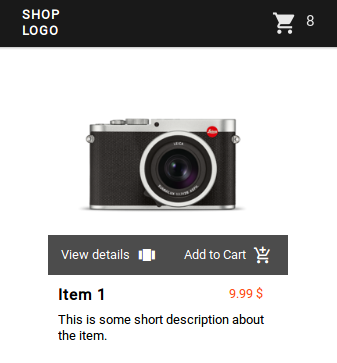 SHOP
LOGO
8
View details
Add to Cart
Item 1
9.99 $
This is some short description about
the item.